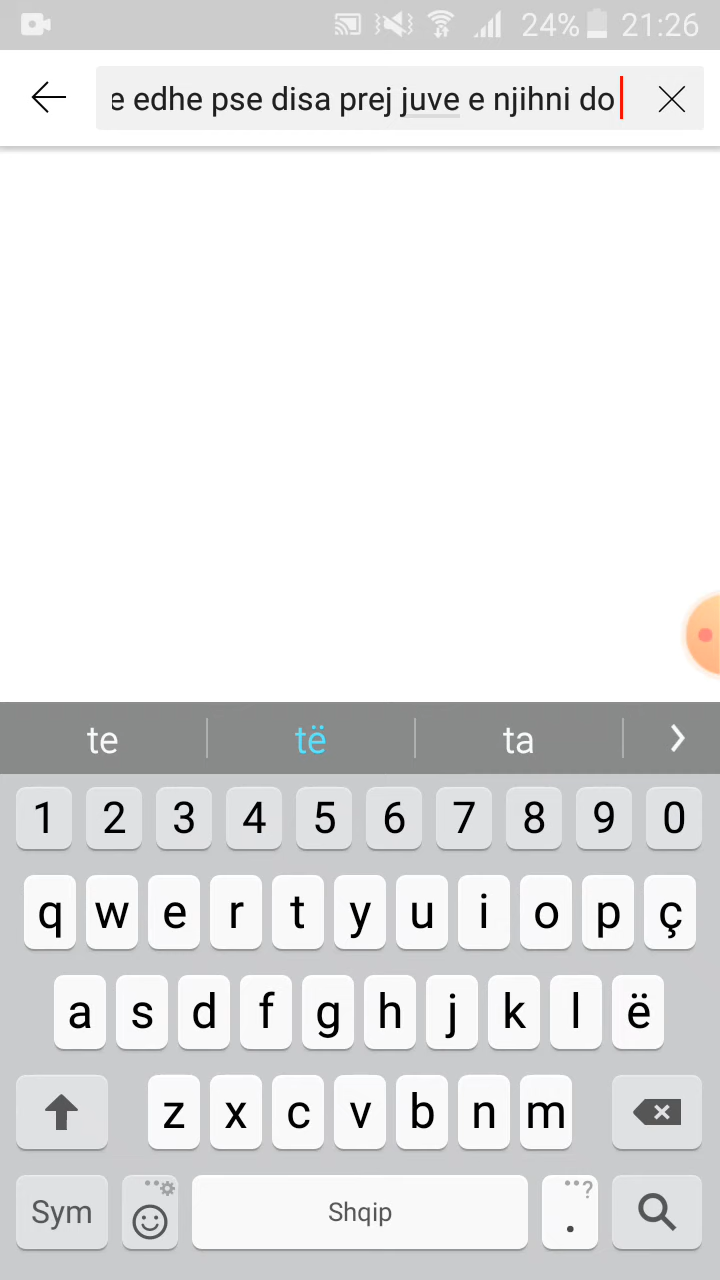 24% 21:26
e edhe pse disa prej juve e njihni do
te të ta
1 2 3 4 5 6 7 8 9 0
q w e r t y u i o p ç
a s d f g h j k l ë
z x c v b n m
Sym Shqip . ?